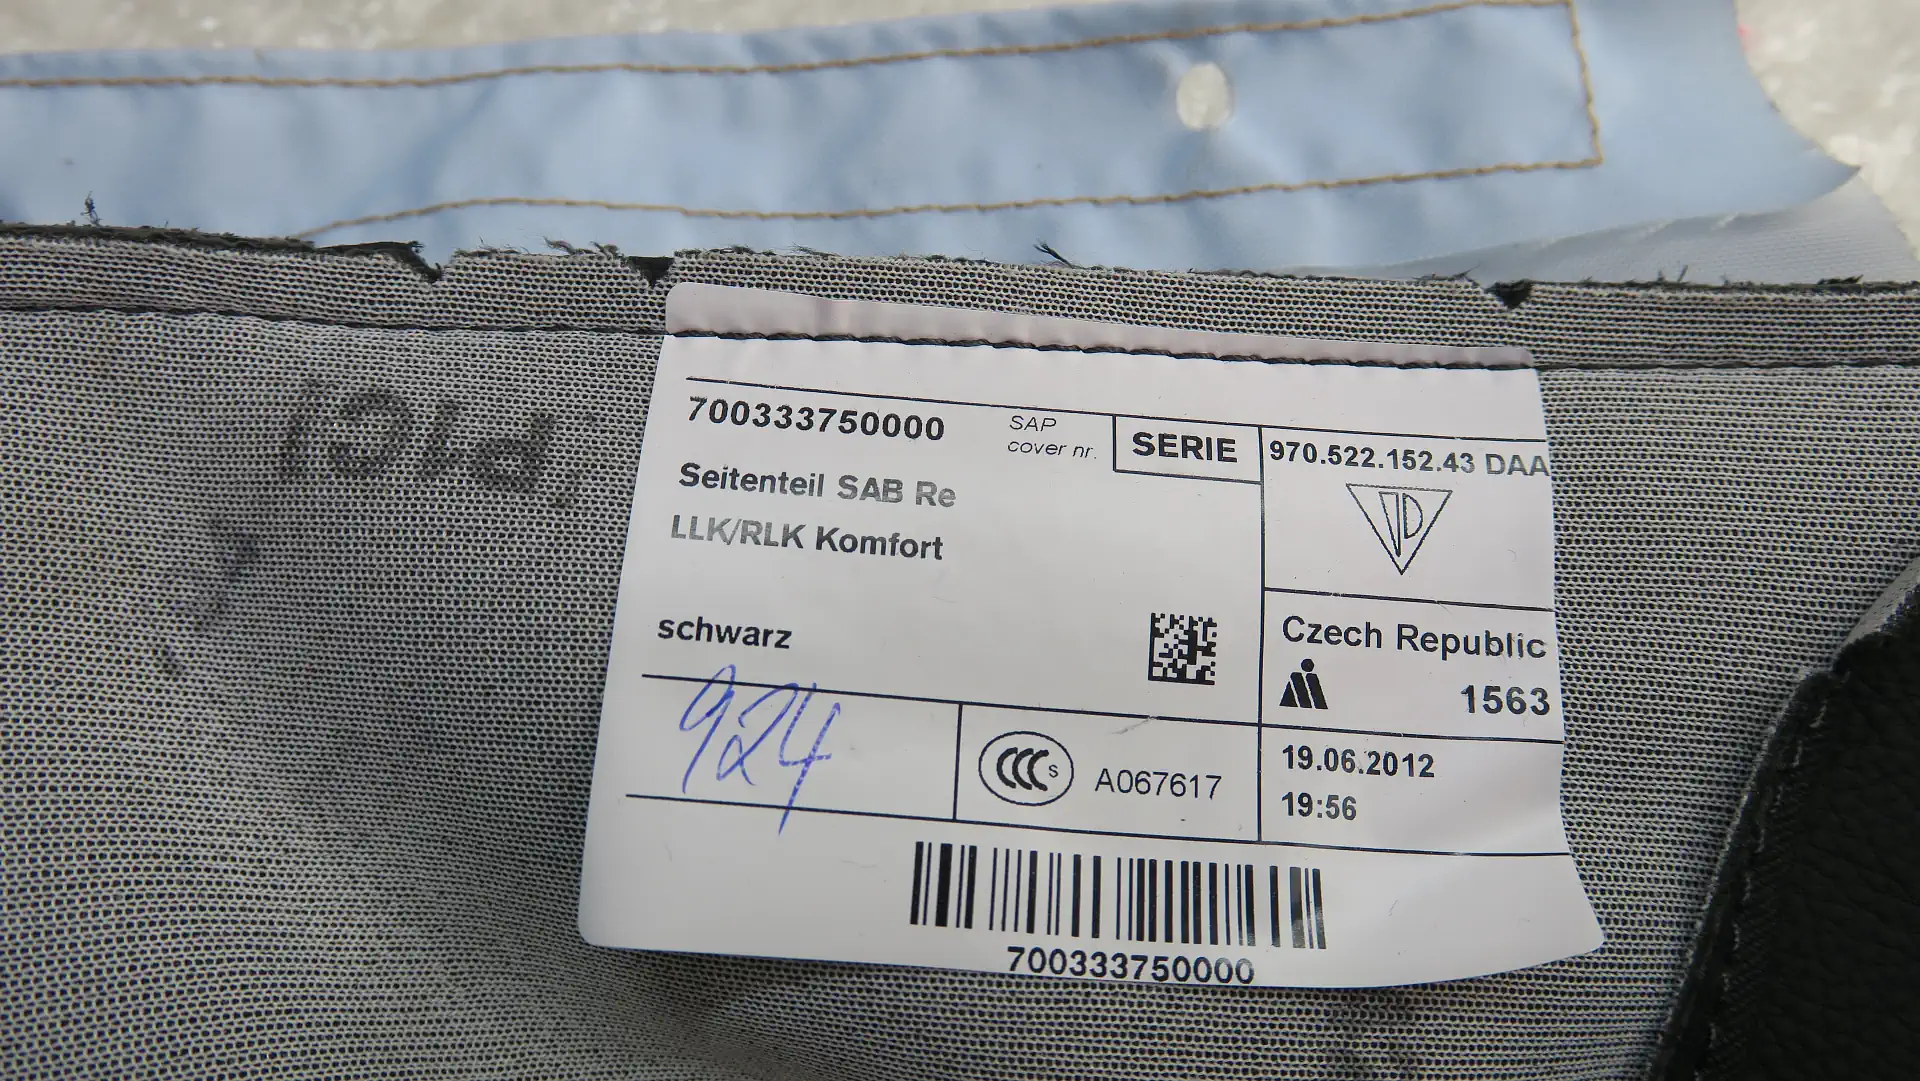 700333750000
SAP
cover nr.
SERIE
970.522.152.43 DAA
Seitenteil SAB Re
LLK/RLK Komfort
schwarz
Czech Republic
1563
924
CCC S
A067617
19.06.2012
19:56
700333750000